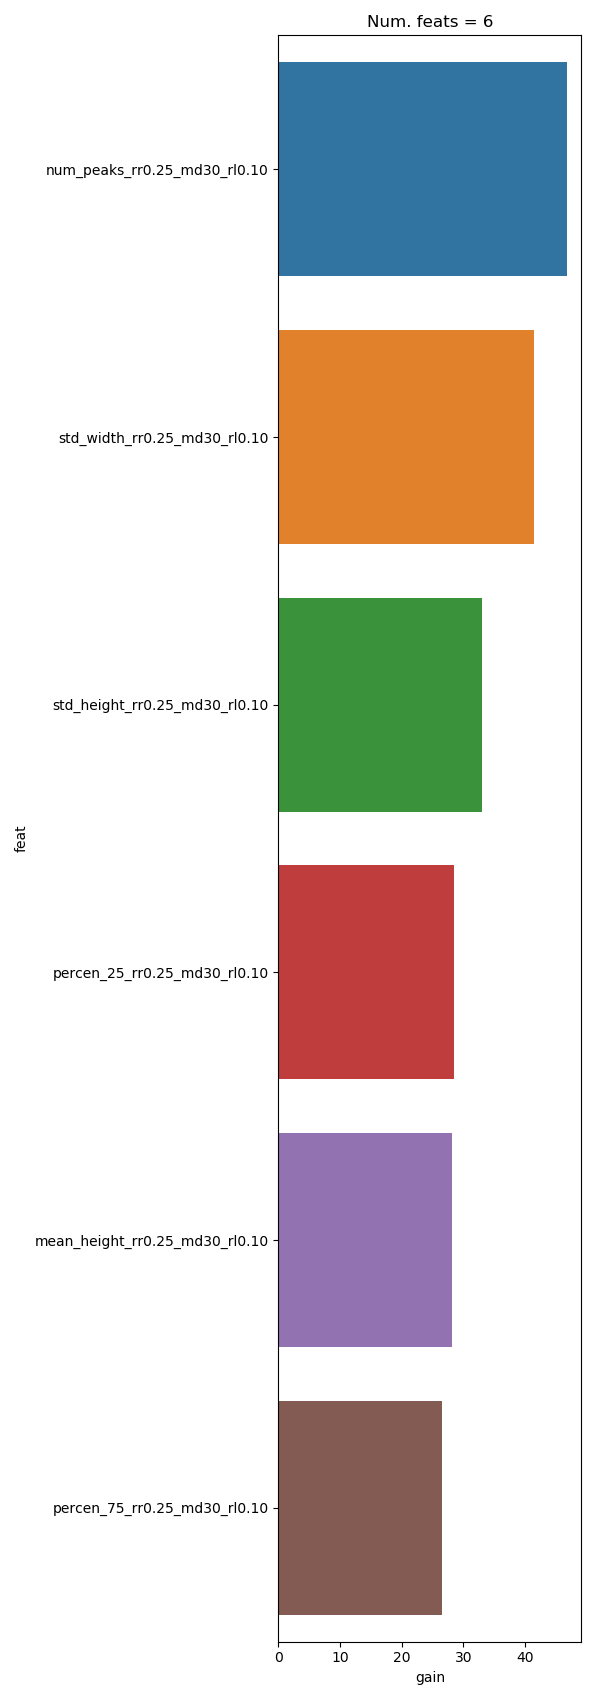 Num. feats = 6
num_peaks_rr0.25_md30_rl0.10
std_width_rr0.25_md30_rl0.10
std_height_rr0.25_md30_rl0.10
feat
percen_25_rr0.25_md30_rl0.10
mean_height_rr0.25_md30_rl0.10
percen_75_rr0.25_md30_rl0.10
0 10 20 30 40
gain